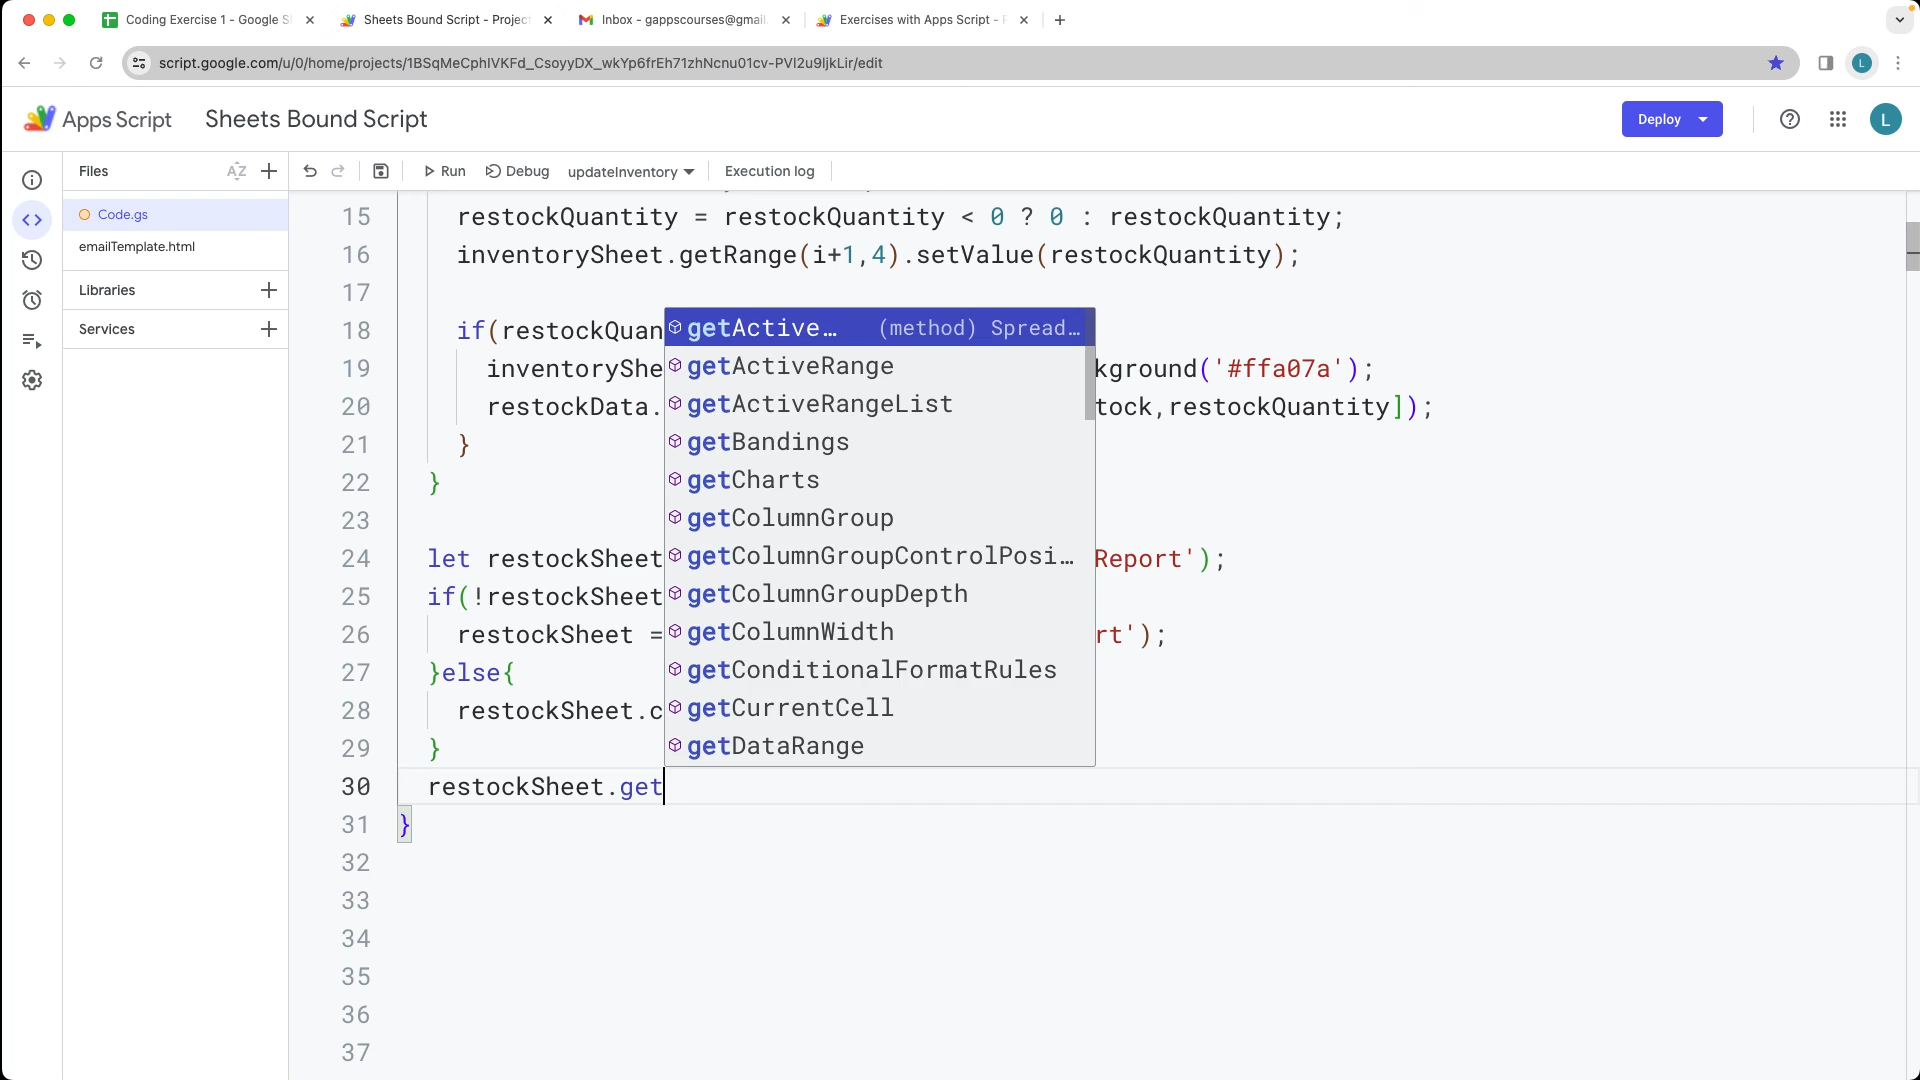 Coding Exercise 1 - Google S
Sheets Bound Script - Projec
Inbox - gappscourses@gmail.
Exercises with Apps Script - P
script.google.com/u/0/home/projects/1BSqMeCphlVKFd_CsoyyDX_wkYp6frEh71zhNcnu01cv-PVl2u9ljkLir/edit
L
Apps Script
Sheets Bound Script
Deploy
L
Files
AZ
Run
Debug
updateInventory
Execution log
Code.gs
emailTemplate.html
Libraries
Services
15 restockQuantity = restockQuantity < 0 ? 0 : restockQuantity;
16 inventorySheet.getRange(i+1,4).setValue(restockQuantity);
17
18 if(restockQuan
19 inventoryShe kground('#ffa07a');
20 restockData. tock,restockQuantity]);
21 }
22 }
23
24 let restockSheet Report');
25 if(!restockSheet
26 restockSheet = rt');
27 }else{
28 restockSheet.c
29 }
30 restockSheet.get
31 }
32
33
34
35
36
37
getActive… (method) Spread…
getActiveRange
getActiveRangeList
getBandings
getCharts
getColumnGroup
getColumnGroupControlPosi…
getColumnGroupDepth
getColumnWidth
getConditionalFormatRules
getCurrentCell
getDataRange